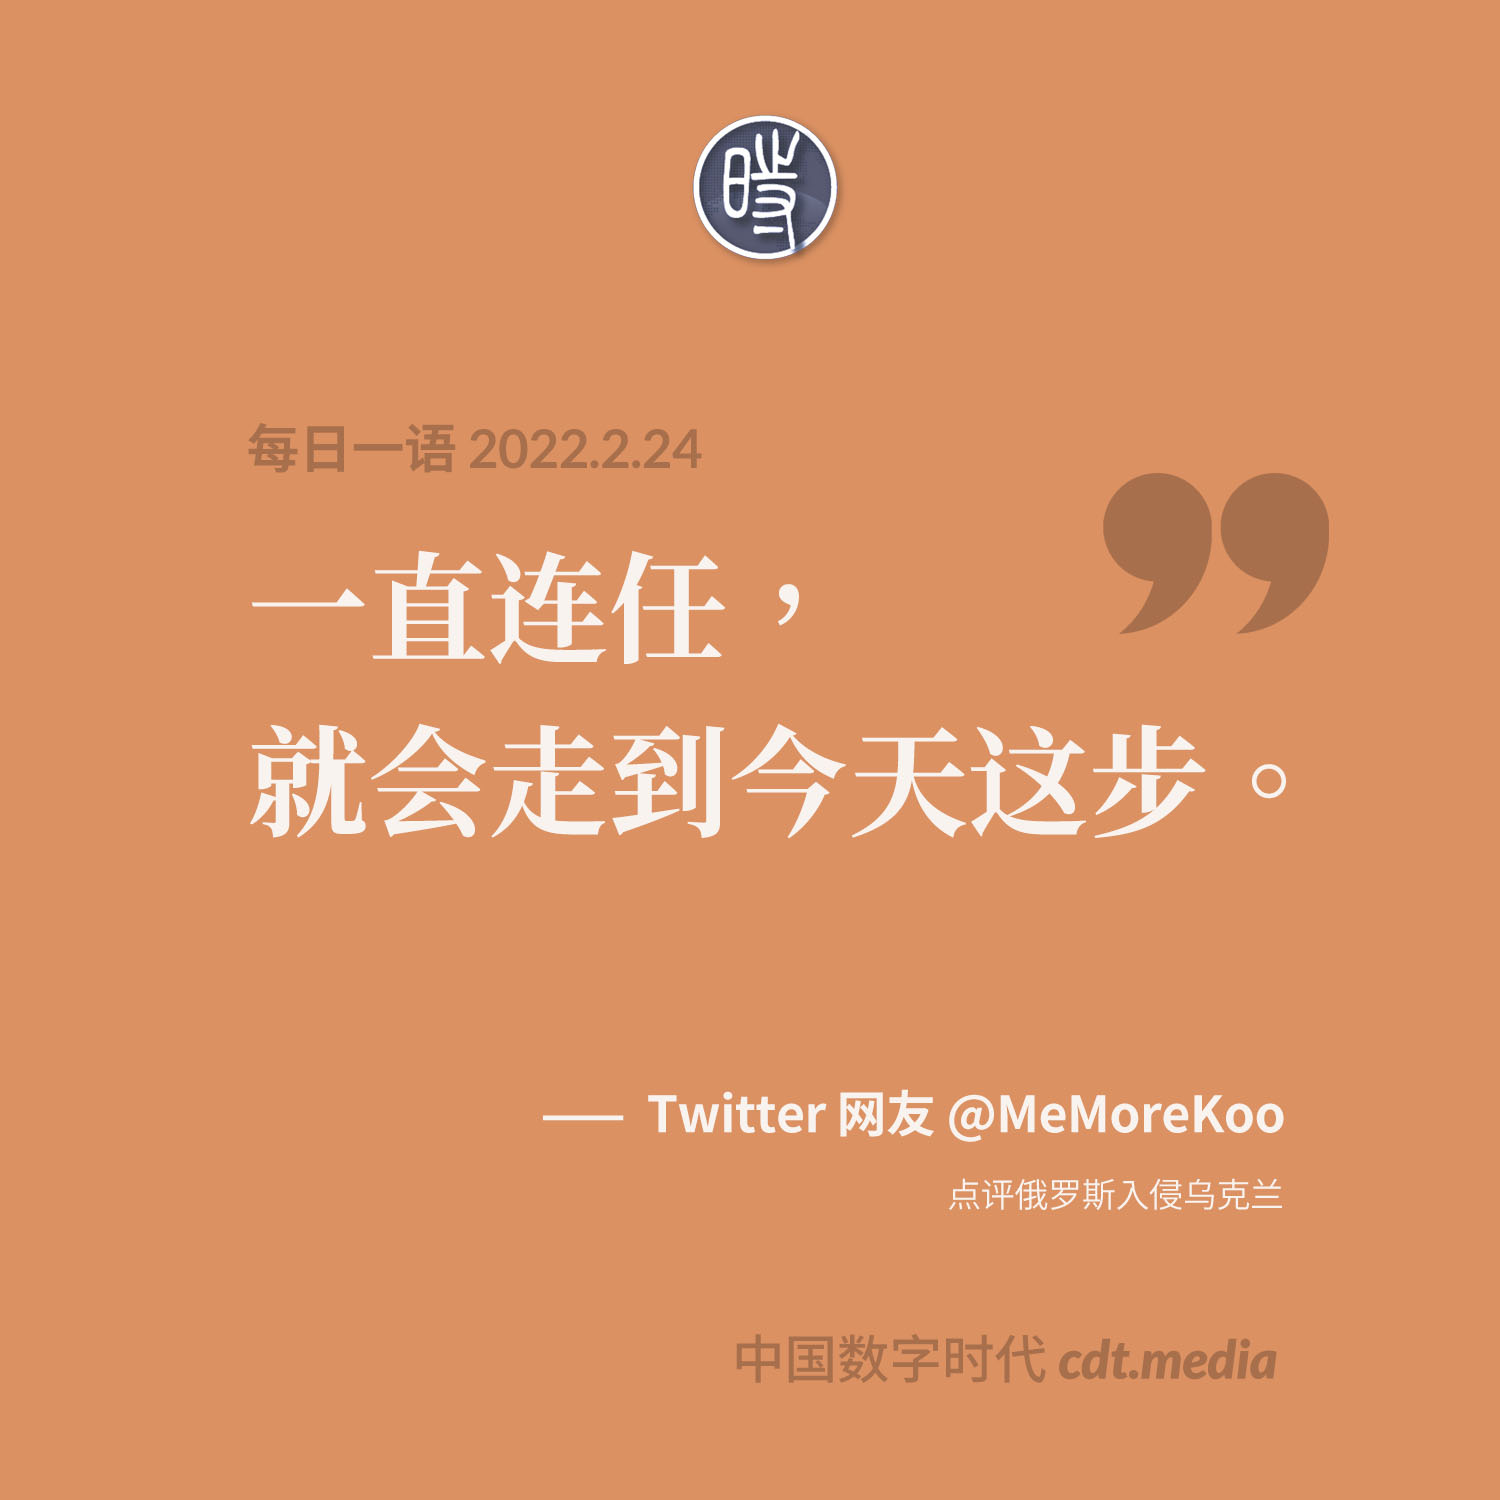 時
每日一语 2022.2.24
一直连任，
就会走到今天这步。
”
—— Twitter 网友 @MeMoreKoo
点评俄罗斯入侵乌克兰
中国数字时代 cdt.media